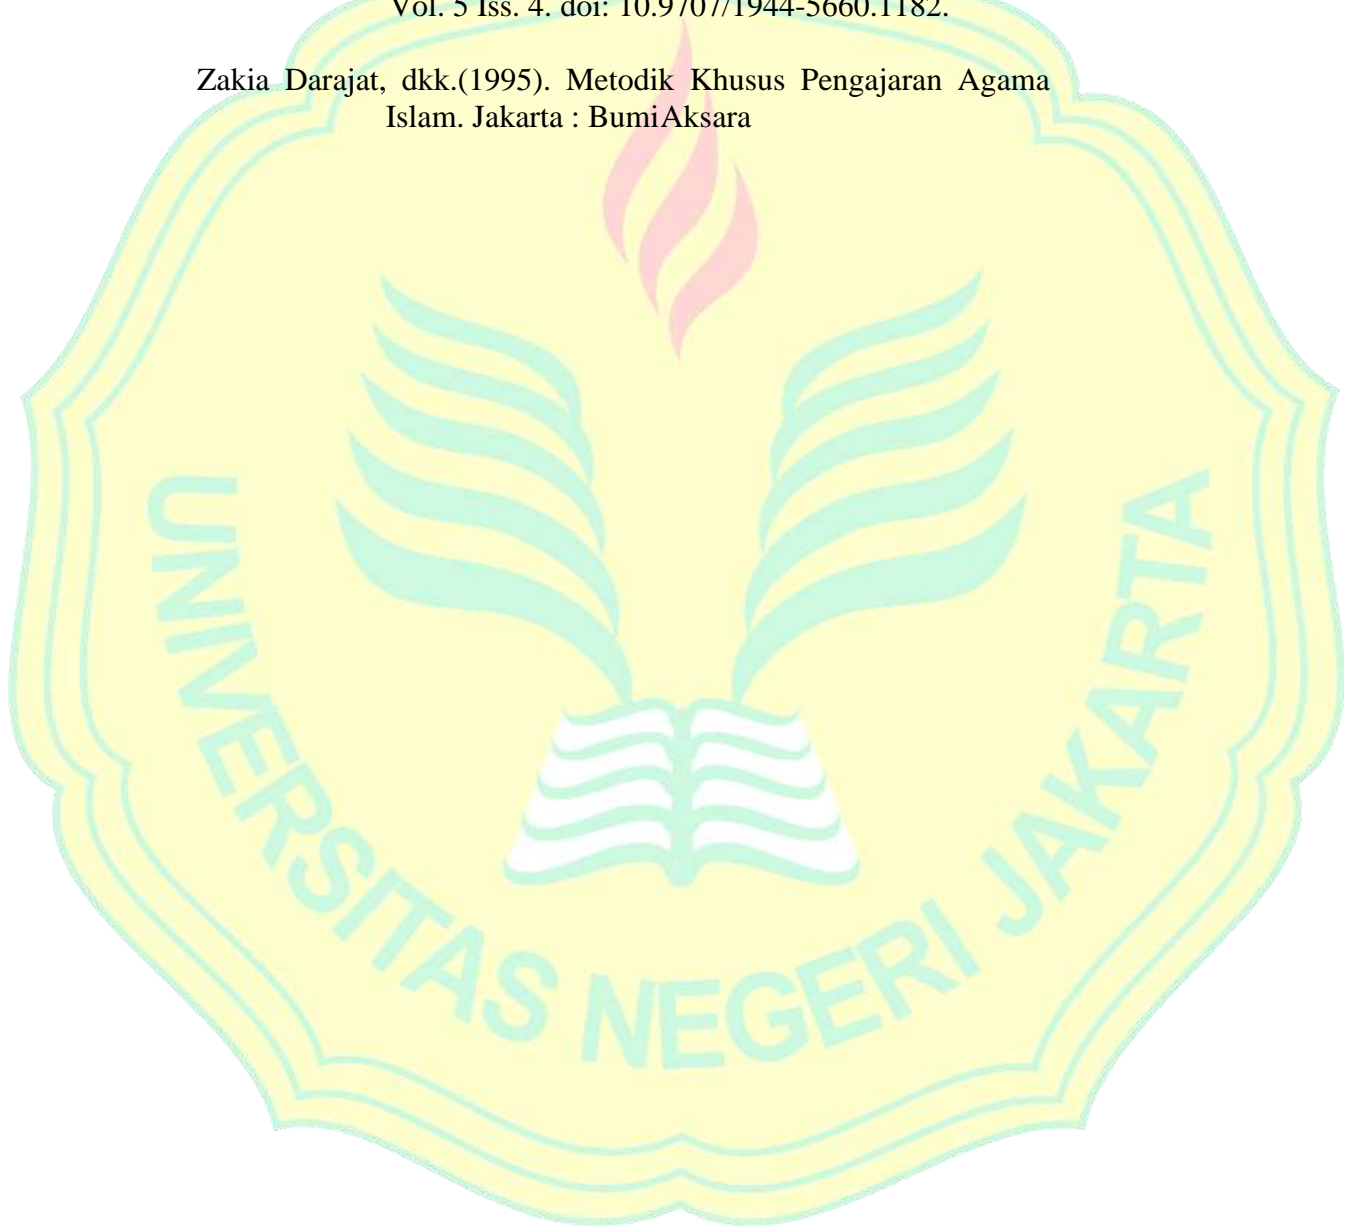 Vol. 5 Iss. 4. doi: 10.9707/1944-5660.1182.
Zakia Darajat, dkk.(1995). Metodik Khusus Pengajaran Agama
Islam. Jakarta : BumiAksara
UNIVERSITAS NEGERI JAKARTA